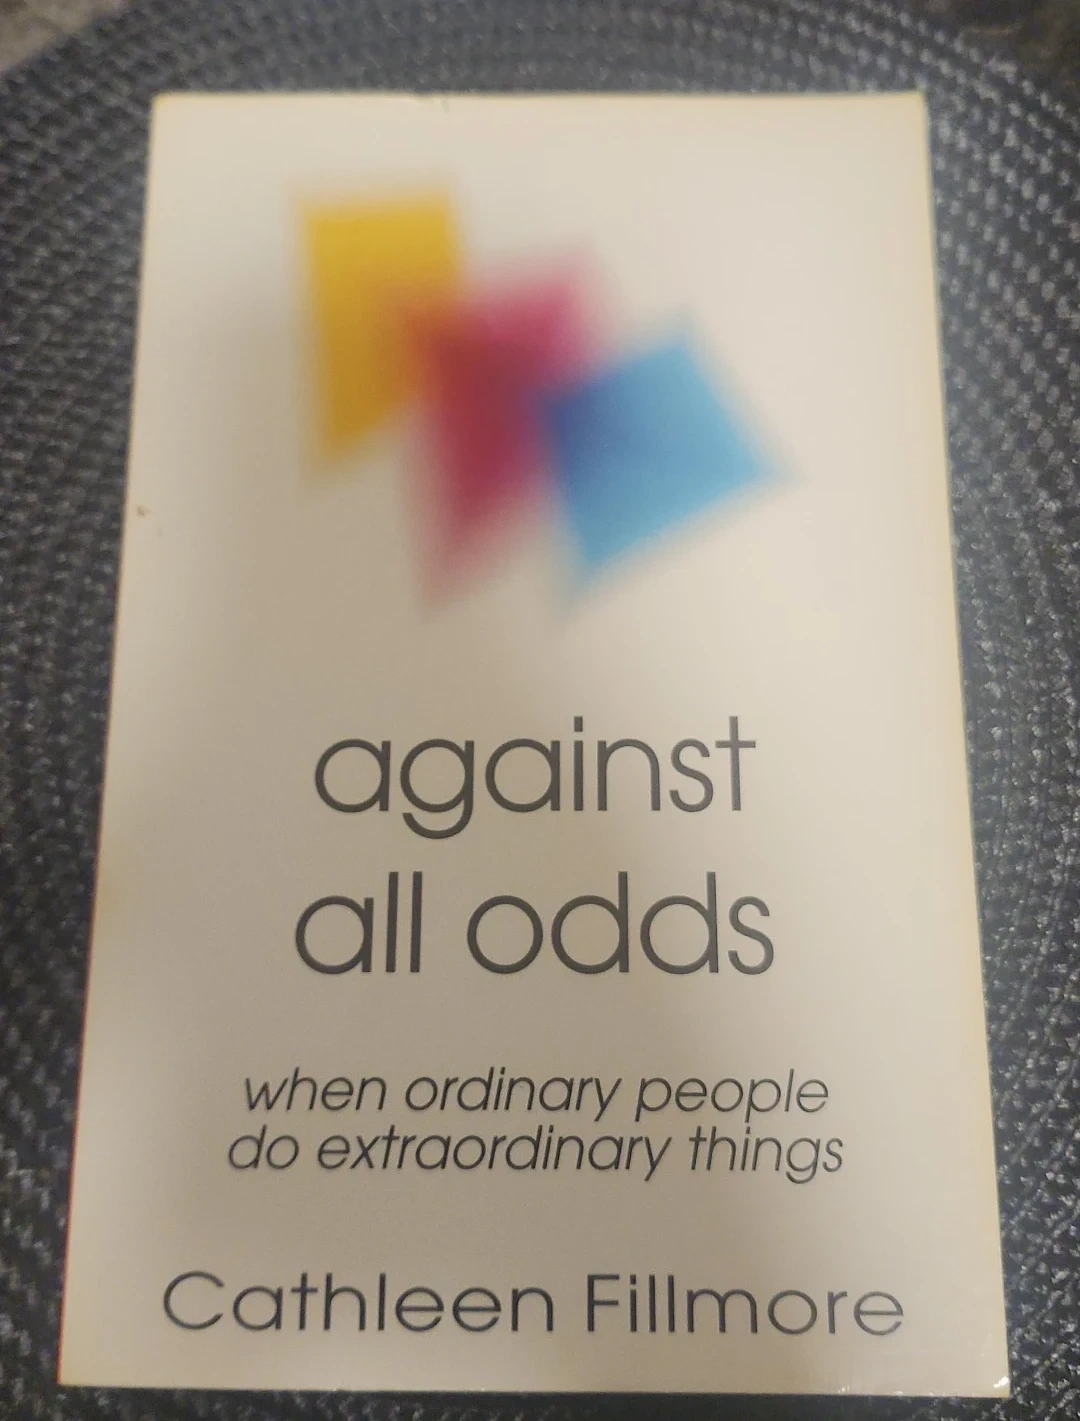 against
all odds
when ordinary people
do extraordinary things
Cathleen Fillmore